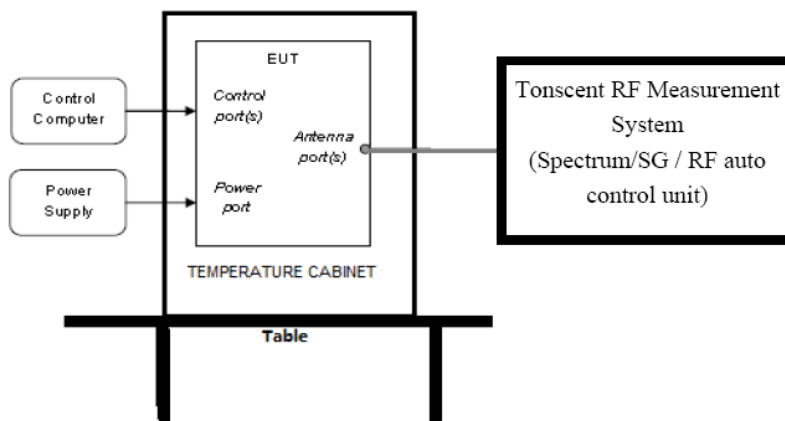 EUT
Control
Computer
Control
port(s)
Antenna
port(s)
Power
Supply
Power
port
TEMPERATURE CABINET
Table
Tonscent RF Measurement
System
(Spectrum/SG / RF auto
control unit)